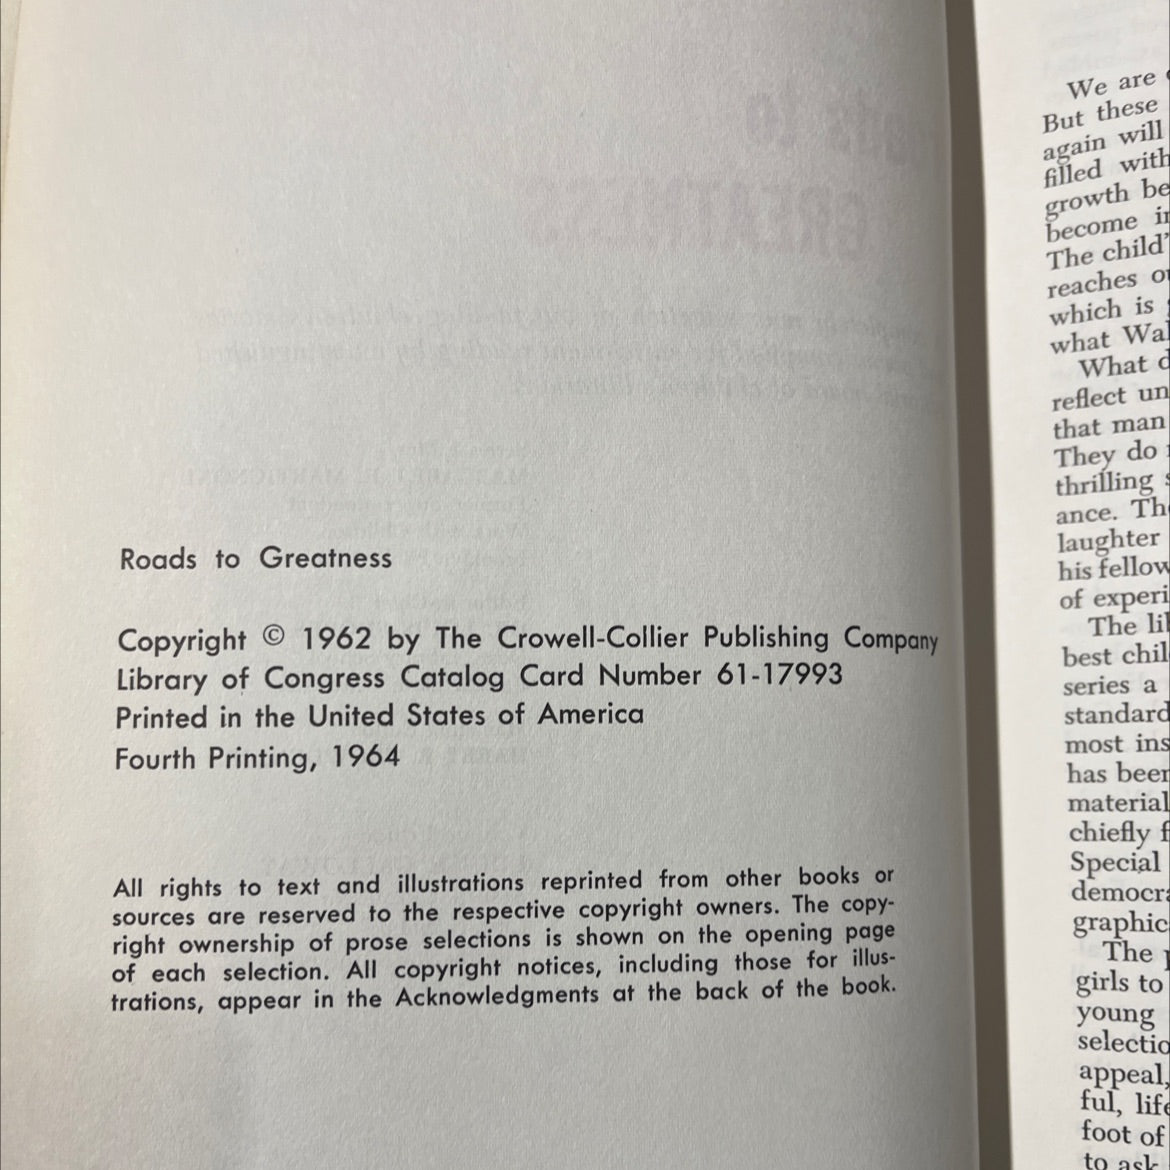 Roads to Greatness
Copyright © 1962 by The Crowell-Collier Publishing Company
Library of Congress Catalog Card Number 61-17993
Printed in the United States of America
Fourth Printing, 1964
All rights to text and illustrations reprinted from other books or
sources are reserved to the respective copyright owners. The copy-
right ownership of prose selections is shown on the opening page
of each selection. All copyright notices, including those for illus-
trations, appear in the Acknowledgments at the back of the book.
We are
But these
again will
filled with
growth be
become
The child'
reaches
which is
what Wal
What
reflect un
that man
They do
thrilling
ance. The
laughter
his fellow
of experi
The
best chil
series a
standard
most ins
has been
material
chiefly f
Special
democra
graphic
The
girls to
young
selectio
appeal,
ful, life
foot of
to ask